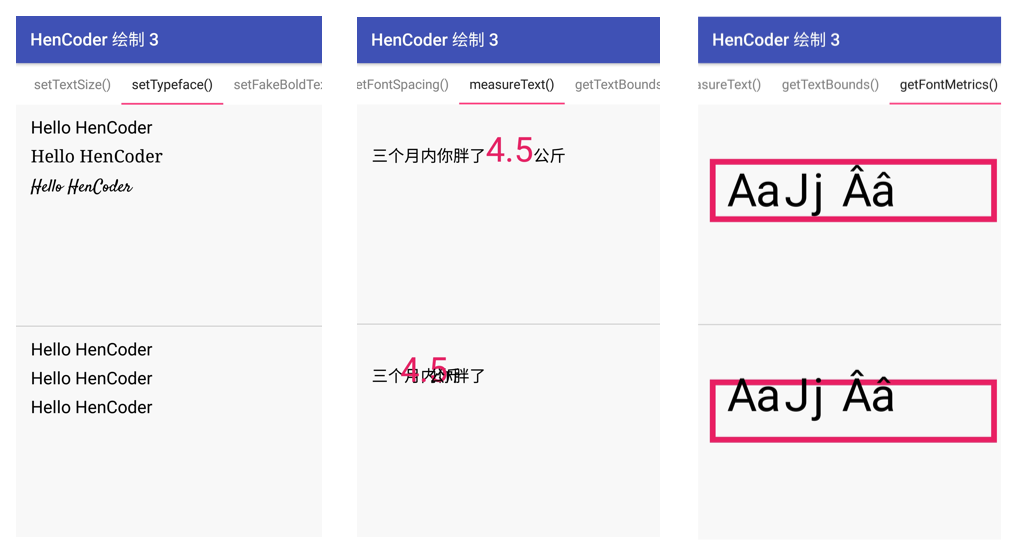 HenCoder 绘制 3
setTextSize() setTypeface() setFakeBoldTex
Hello HenCoder
Hello HenCoder
Hello HenCoder
Hello HenCoder
Hello HenCoder
Hello HenCoder
HenCoder 绘制 3
etFontSpacing() measureText() getTextBounds
三个月内你胖了4.5公斤
三个月内你胖了
4.5
公斤
HenCoder 绘制 3
asureText() getTextBounds() getFontMetrics()
AaJj Ââ
AaJj Ââ